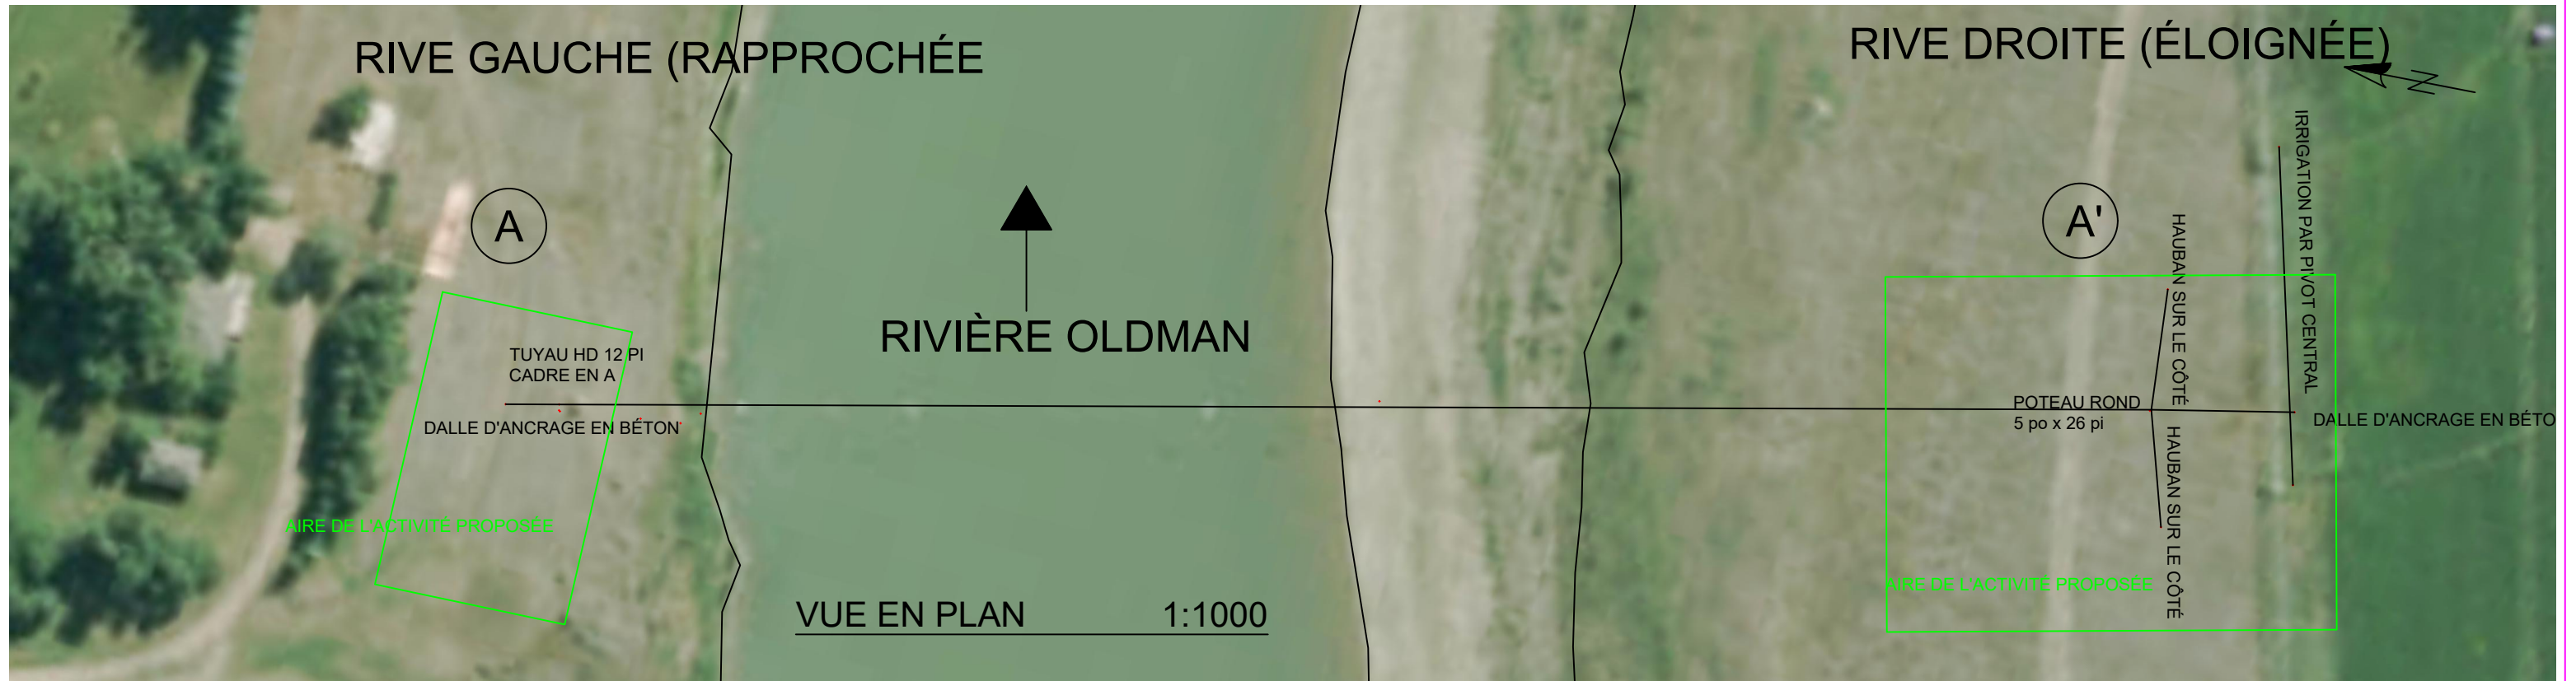 RIVE GAUCHE (RAPPROCHÉE
RIVE DROITE (ÉLOIGNÉE)
N
A
A'
RIVIÈRE OLDMAN
TUYAU HD 12 PI
CADRE EN A
DALLE D'ANCRAGE EN BÉTON
AIRE DE L'ACTIVITÉ PROPOSÉE
VUE EN PLAN 1:1000
HAUBAN SUR LE CÔTÉ
IRRIGATION PAR PIVOT CENTRAL
POTEAU ROND
5 po x 26 pi
DALLE D'ANCRAGE EN BÉTO
HAUBAN SUR LE CÔTÉ
AIRE DE L'ACTIVITÉ PROPOSÉE